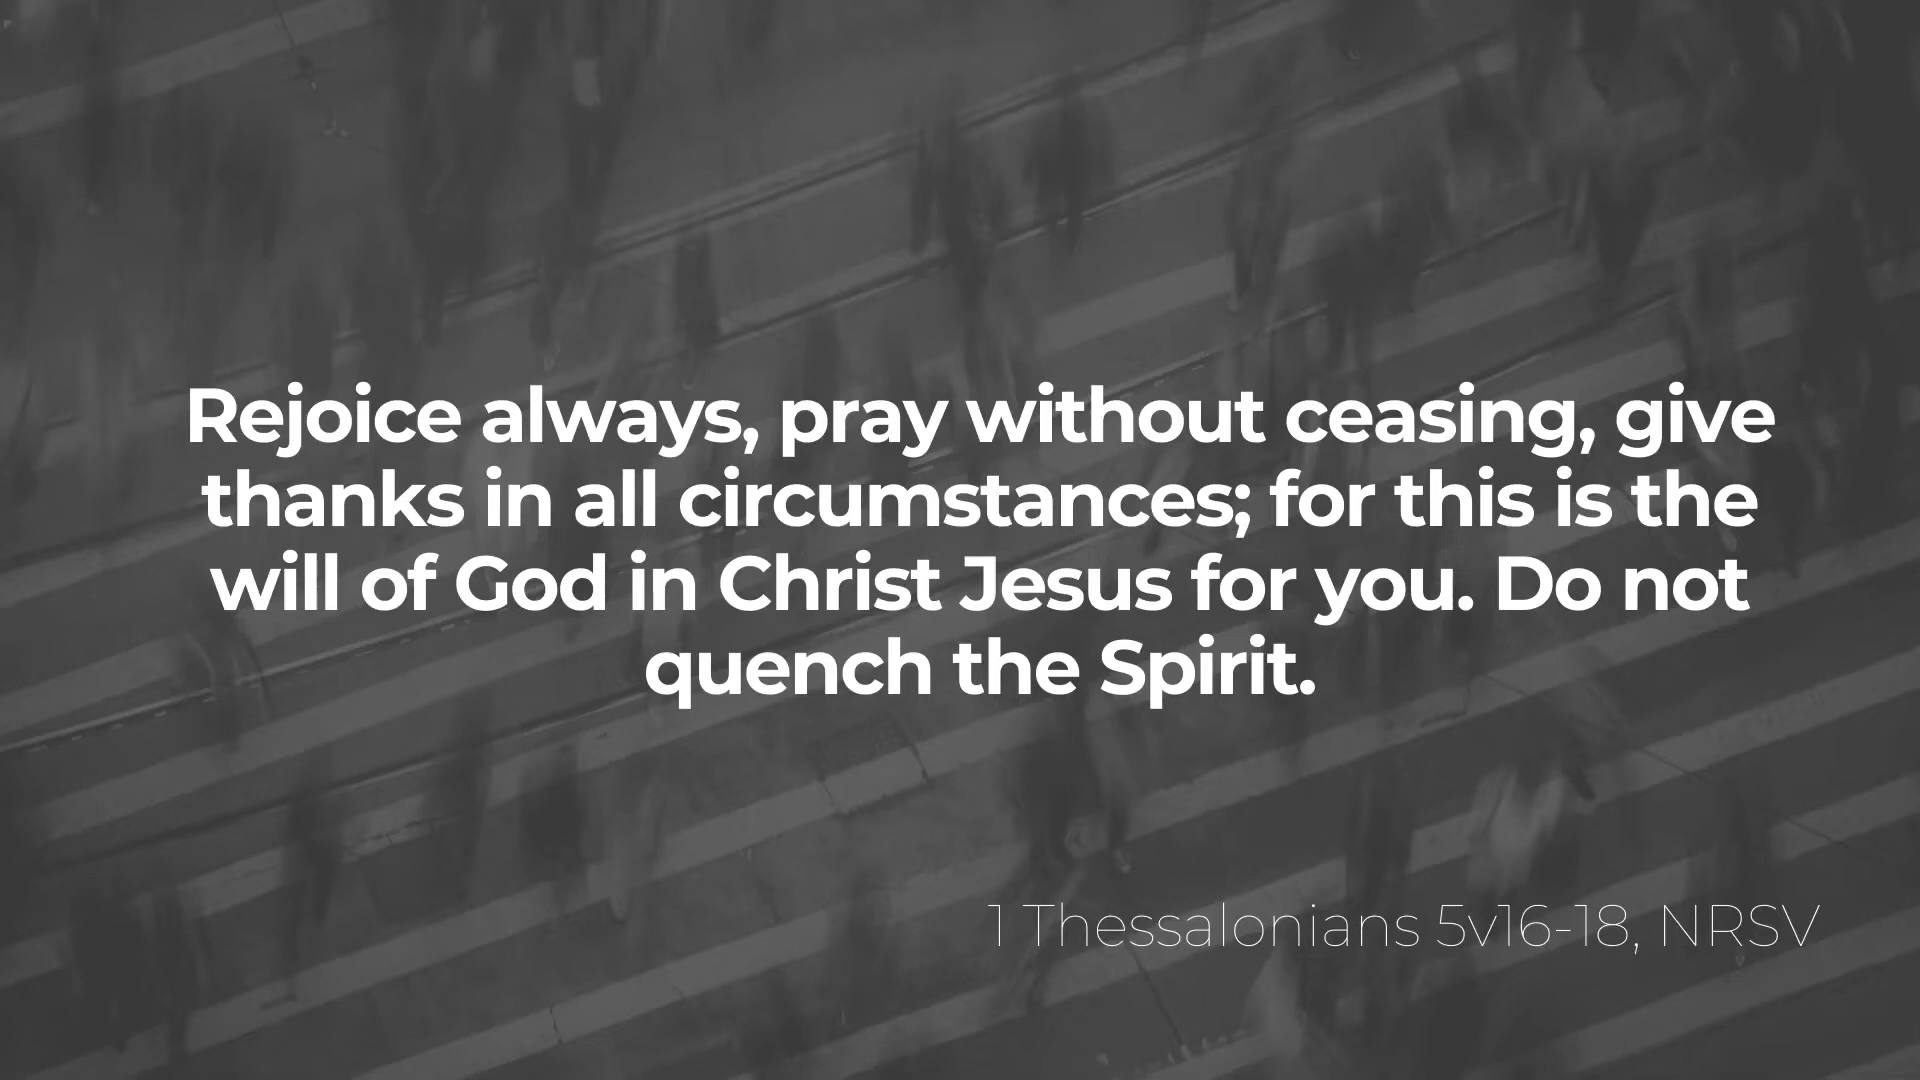 Rejoice always, pray without ceasing, give
thanks in all circumstances; for this is the
will of God in Christ Jesus for you. Do not
quench the Spirit.
1 Thessalonians 5v16-18, NRSV